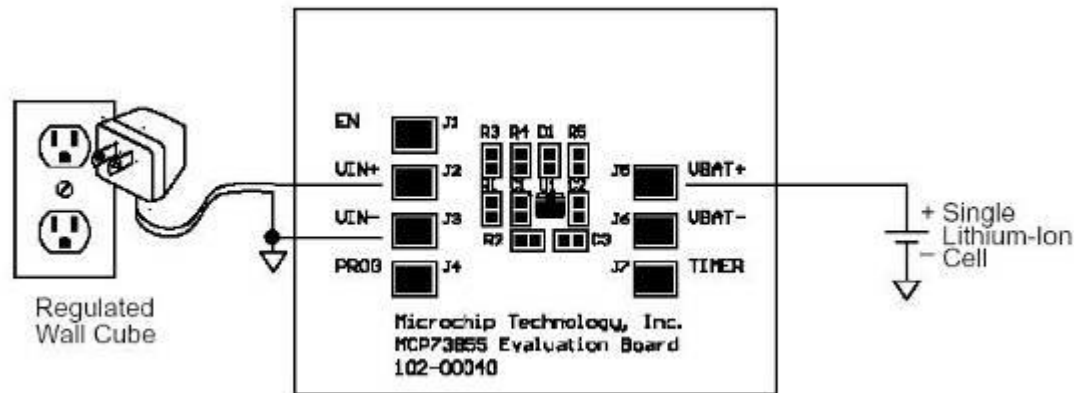 EN
J1
VIN+
J2
VIN-
J3
PROG
J4
R3 R4 D1 R5
C1 U1 C2
R2
C3
J5
VBAT+
J6
VBAT-
J7
TIMER
+ Single
Lithium-Ion
- Cell
Regulated
Wall Cube
Microchip Technology, Inc.
MCP73855 Evaluation Board
102-00040